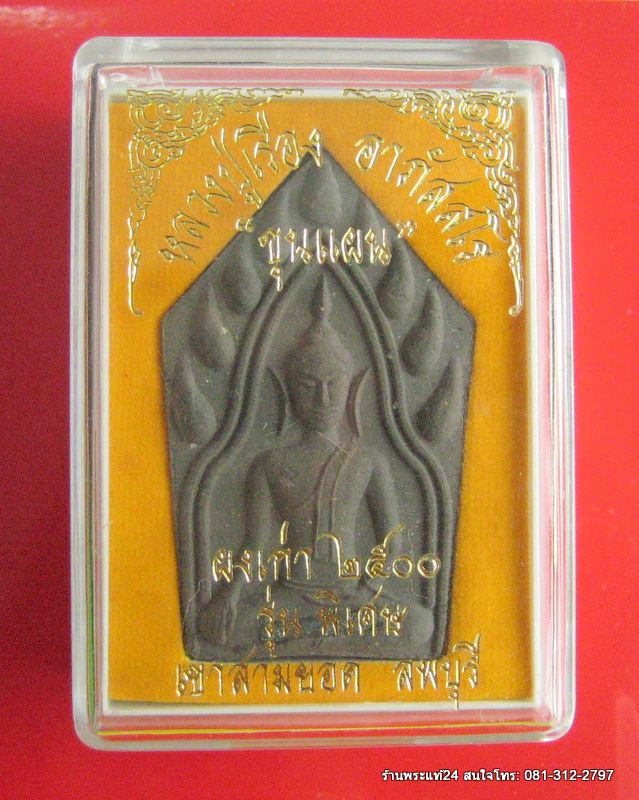 หลวงปู่เรือง อาภัสสโร
"ขุนแผน"
ผงเก่า ๒๕๐๐
รุ่น พิเศษ
เขาสามยอด ลพบุรี
ร้านพระแท้24 สนใจโทร: 081-312-2797